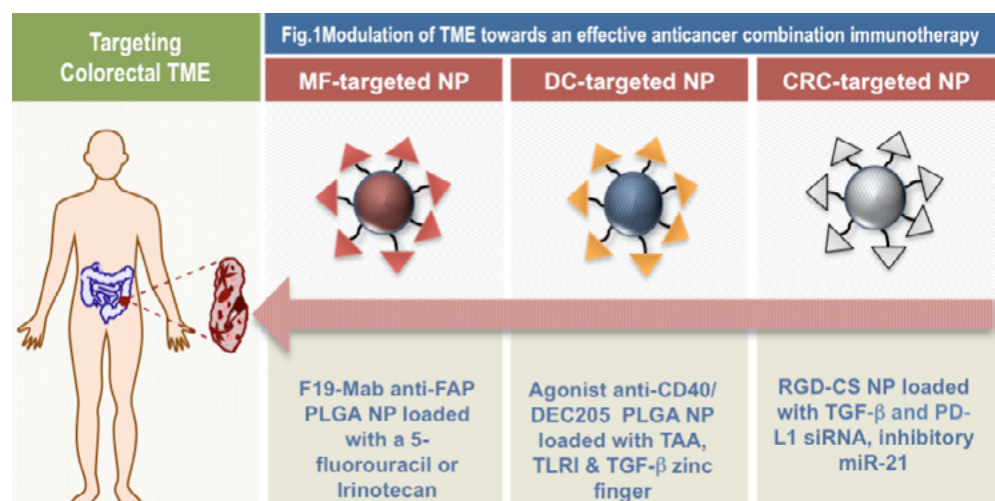 Targeting
Colorectal TME
Fig.1Modulation of TME towards an effective anticancer combination immunotherapy
MF-targeted NP
DC-targeted NP
CRC-targeted NP
F19-Mab anti-FAP
PLGA NP loaded
with a 5-
fluorouracil or
Irinotecan
Agonist anti-CD40/
DEC205 PLGA NP
loaded with TAA,
TLRI & TGF-β zinc
finger
RGD-CS NP loaded
with TGF-β and PD-
L1 siRNA, inhibitory
miR-21